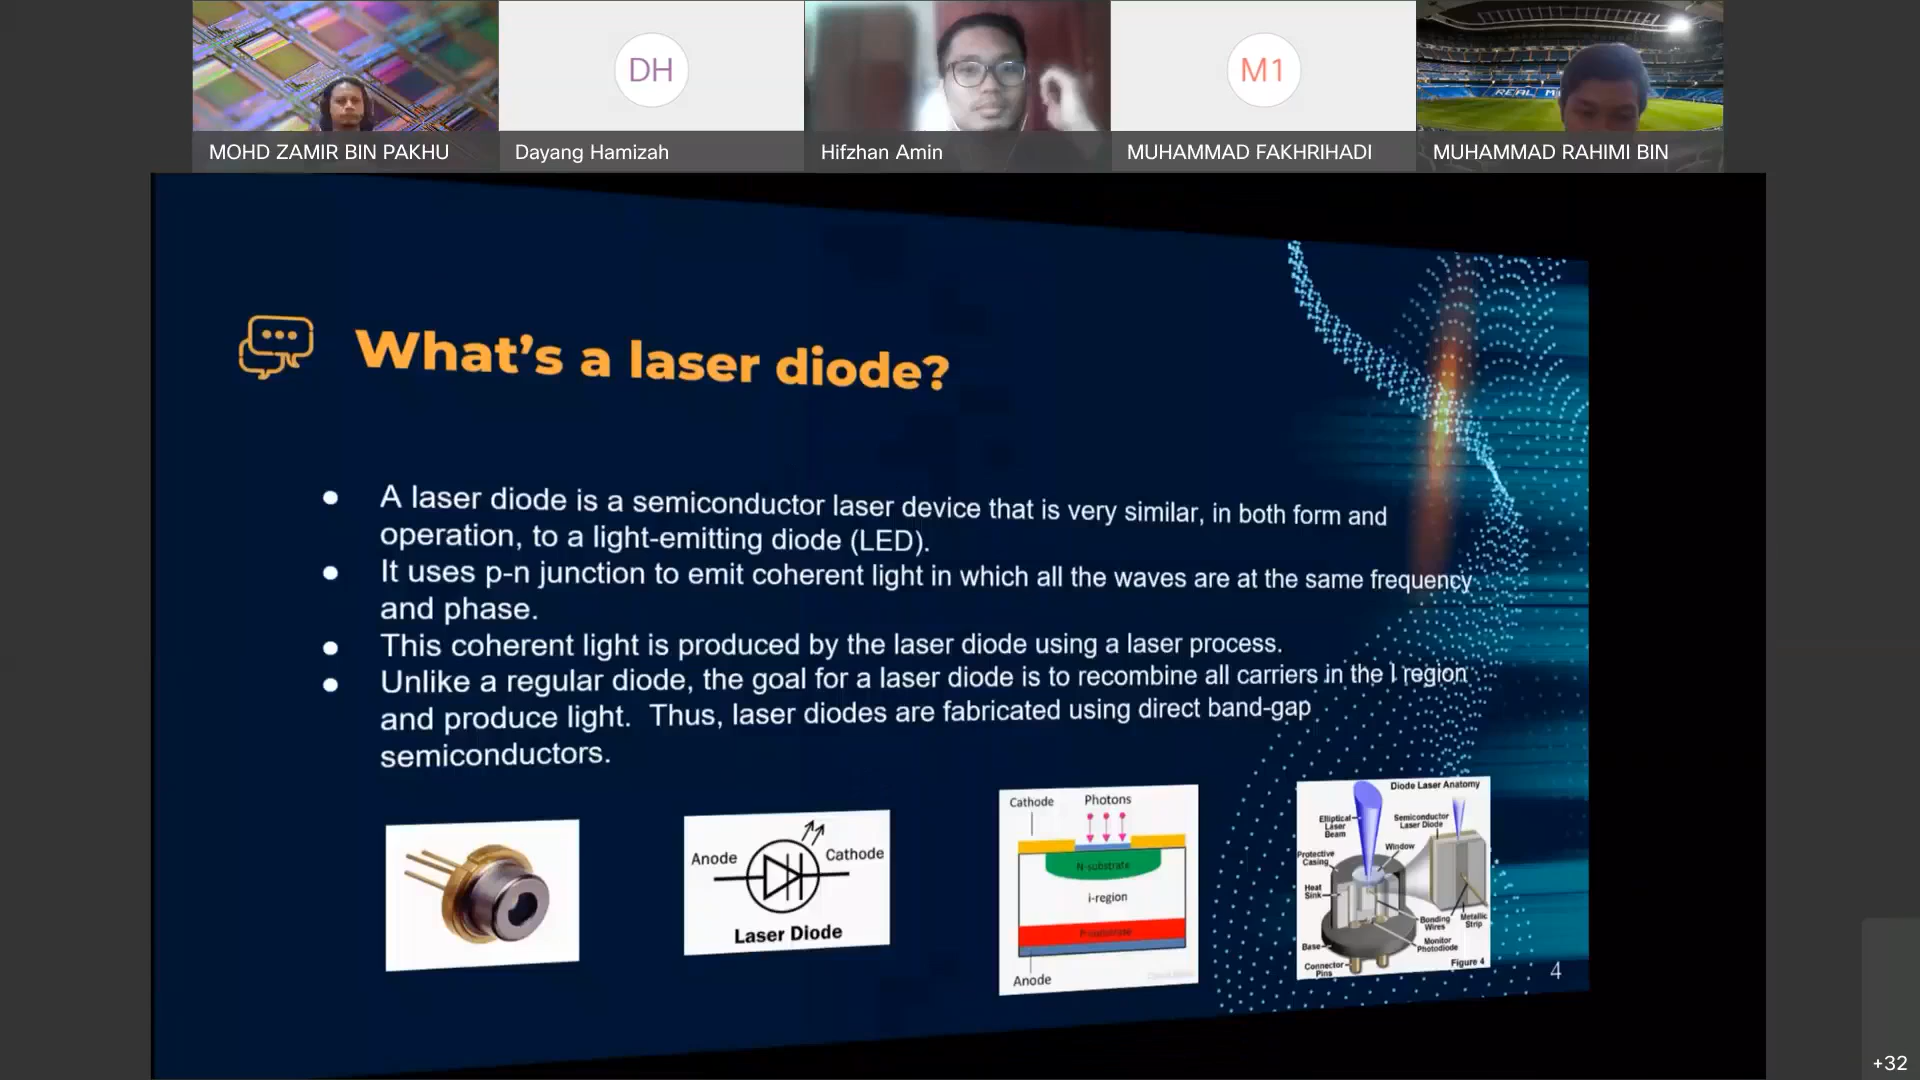 DH
M1
REAL M
MOHD ZAMIR BIN PAKHU
Dayang Hamizah
Hifzhan Amin
MUHAMMAD FAKHRIHADI
MUHAMMAD RAHIMI BIN
What's a laser diode?
● A laser diode is a semiconductor laser device that is very similar, in both form and
operation, to a light-emitting diode (LED).
● It uses p-n junction to emit coherent light in which all the waves are at the same frequency
and phase.
● This coherent light is produced by the laser diode using a laser process.
● Unlike a regular diode, the goal for a laser diode is to recombine all carriers in the I region
and produce light. Thus, laser diodes are fabricated using direct band-gap
semiconductors.
Anode
Cathode
Laser Diode
Cathode
Photons
N-substrate
i-region
P-substrate
Anode
Diode Laser Anatomy
Elliptical
Laser
Beam
Semiconductor
Laser Diode
Window
Protective
Casing
Heat
Sink
Bonding
Wires
Metallic
Strip
Monitor
Photodiode
Base
Connector
Pins
Figure 4
4
+32